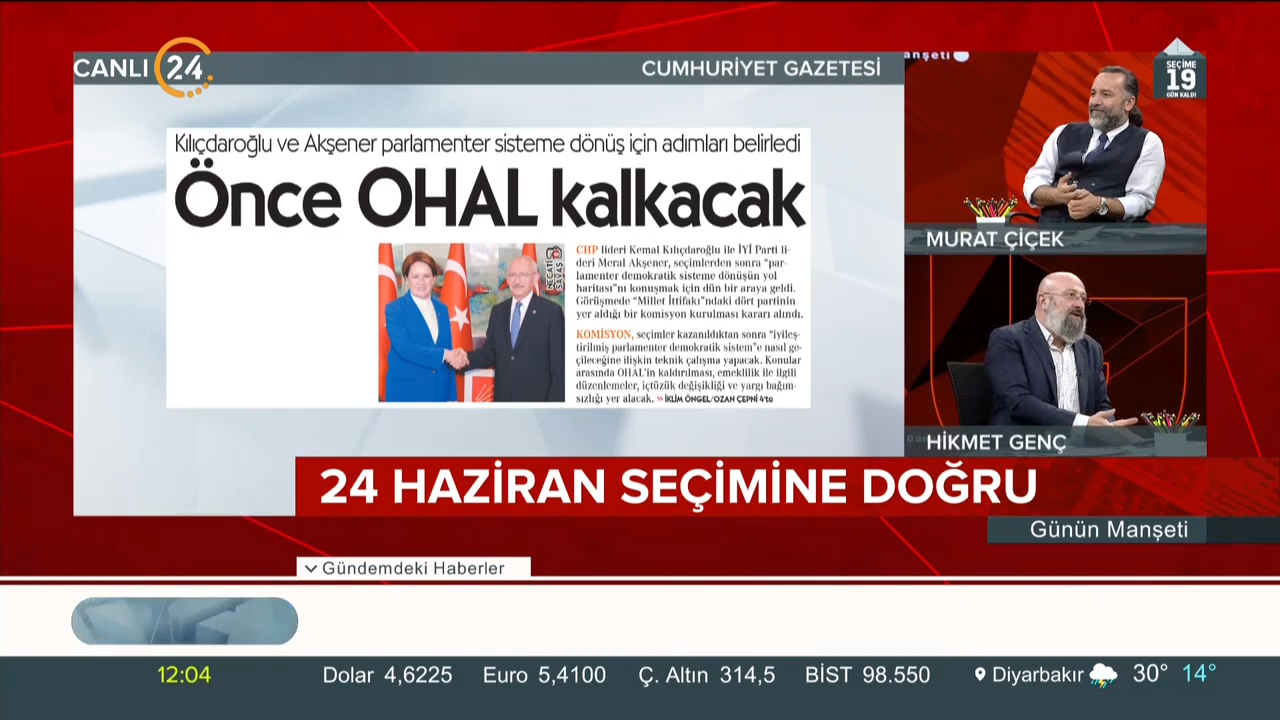 CANLI 24
CUMHURİYET GAZETESİ
anşeti
SEÇİME
19
GÜN KALDI
Kılıçdaroğlu ve Akşener parlamenter sisteme dönüş için adımları belirledi
Önce OHAL kalkacak
CHP lideri Kemal Kılıçdaroğlu ile İYİ Parti li-
deri Meral Akşener, seçimlerden sonra “par-
lamenter demokratik sisteme dönüşün yol
haritası”nı konuşmak için dün bir araya geldi.
Görüşmede “Millet İttifakı”ndaki dört partinin
yer aldığı bir komisyon kurulması kararı alındı.
KOMİSYON, seçimler kazanıldıktan sonra “iyileş-
tirilmiş parlamenter demokratik sistem”e nasıl ge-
çileceğine ilişkin teknik çalışma yapacak. Konular
arasında OHAL’in kaldırılması, emeklilik ile ilgili
düzenlemeler, içtüzük değişikliği ve yargı bağım-
sızlığı yer alacak. » İKLİM ÖNGEL/OZAN ÇEPNİ 4’te
NECATİ
SAVAŞ
MURAT ÇİÇEK
HİKMET GENÇ
24 HAZİRAN SEÇİMİNE DOĞRU
Günün Manşeti
Gündemdeki Haberler
12:04 Dolar 4,6225 Euro 5,4100 Ç. Altın 314,5 BİST 98.550 Diyarbakır 30° 14°